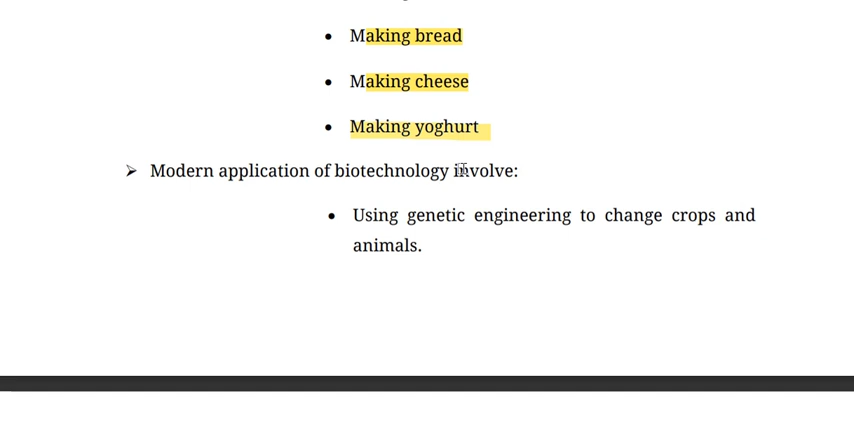 • Making bread
• Making cheese
• Making yoghurt
➢ Modern application of biotechnology involve:
• Using genetic engineering to change crops and
animals.